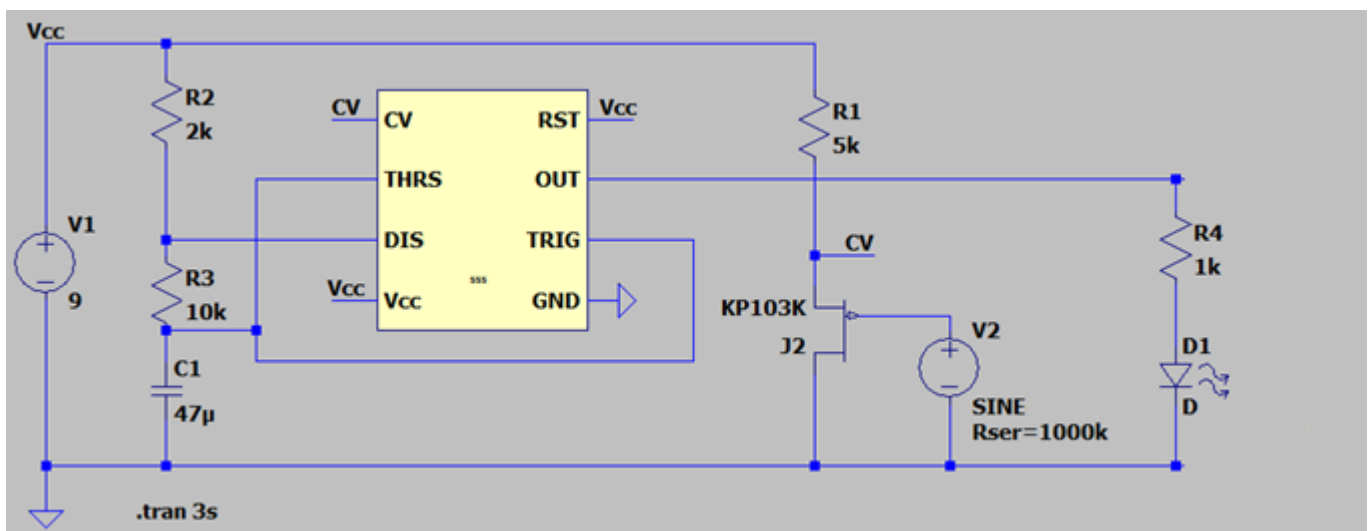 Vcc
R2
2k
CV
CV
RST
Vcc
R1
5k
THRS
OUT
V1
9
DIS
TRIG
R4
1k
CV
R3
10k
Vcc
Vcc
sss
GND
KP103K
J2
V2
C1
47µ
D1
D
SINE
Rser=1000k
.tran 3s